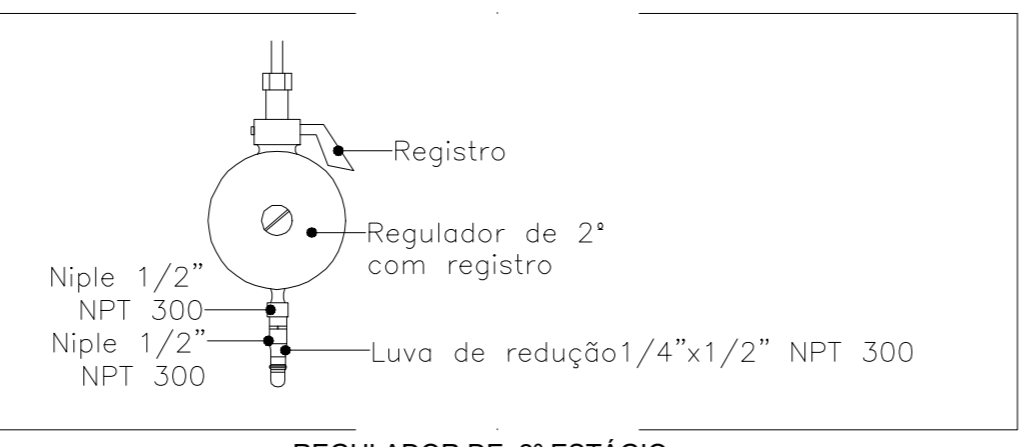 Registro
Regulador de 2ª
com registro
Niple 1/2”
NPT 300
Niple 1/2”
NPT 300
Luva de redução1/4”x1/2” NPT 300